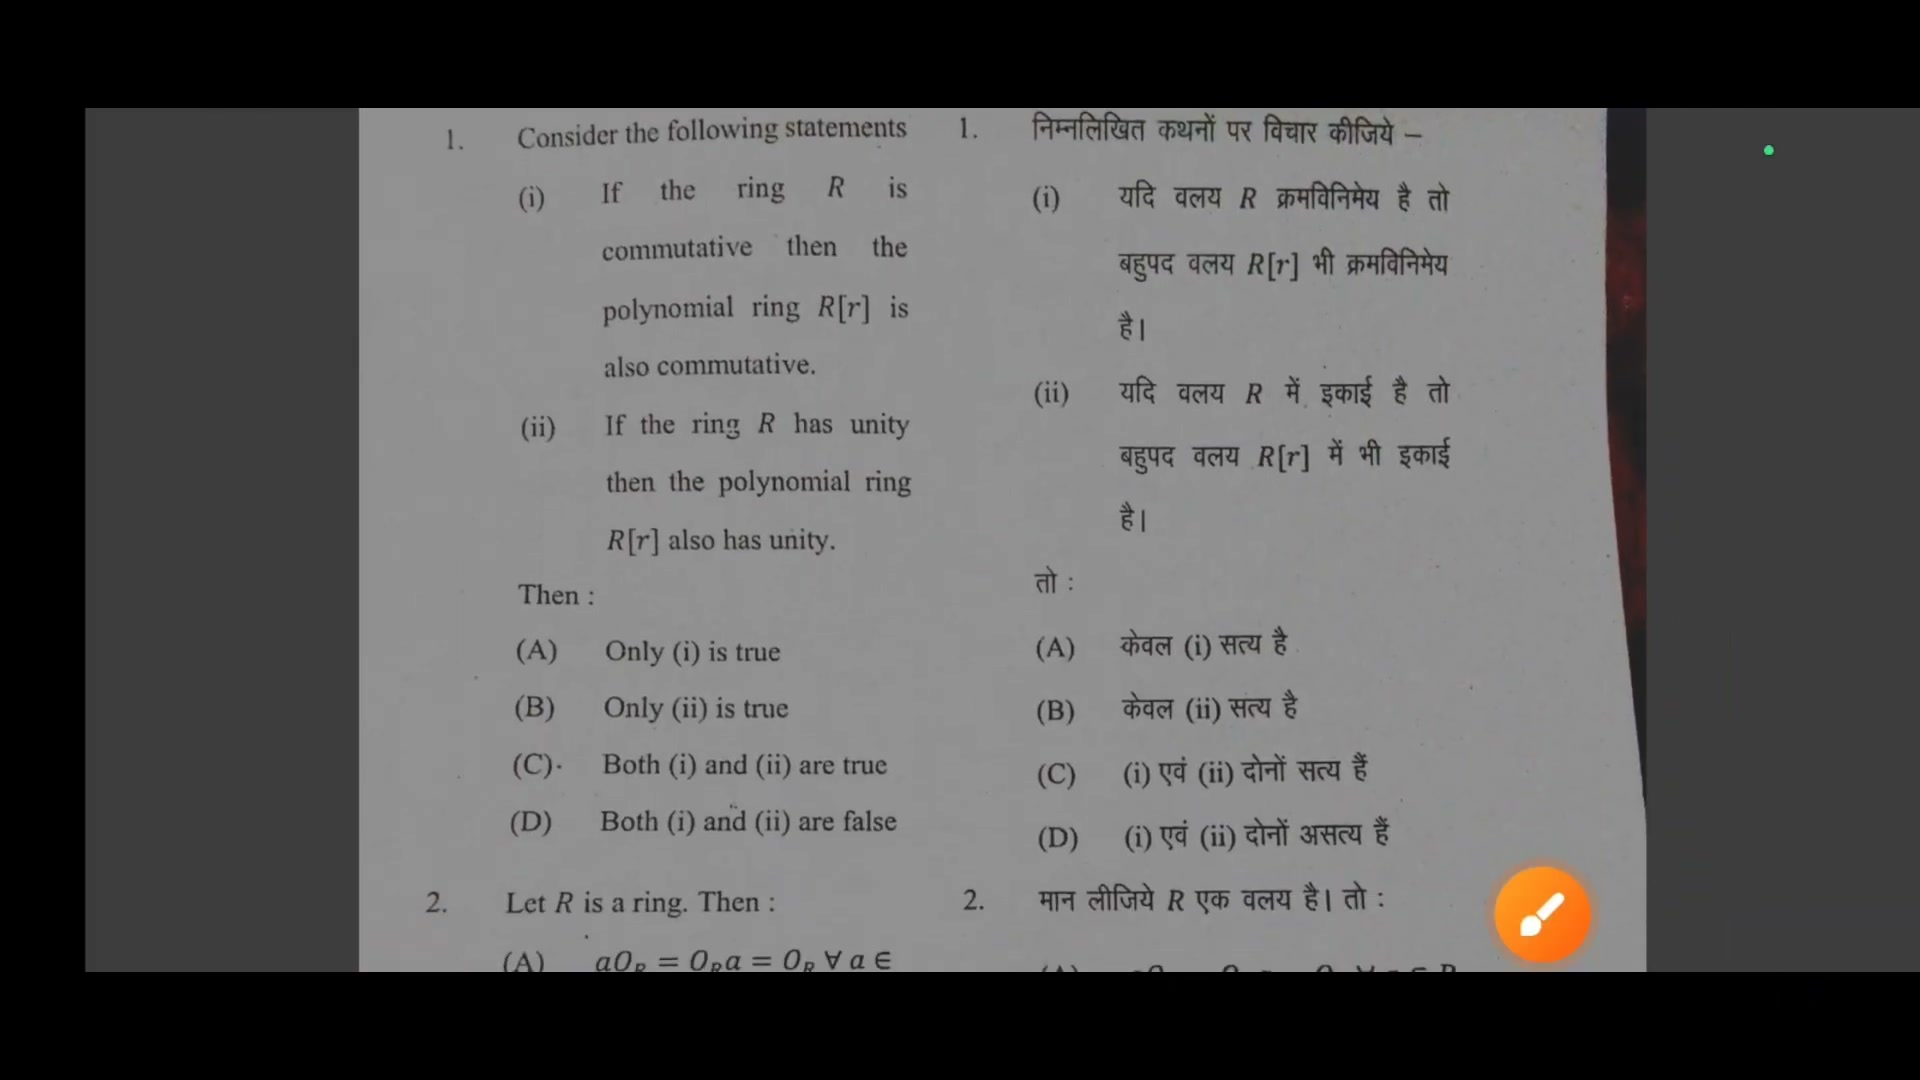 1. Consider the following statements
(i) If the ring R is
commutative then the
polynomial ring R[r] is
also commutative.
(ii) If the ring R has unity
then the polynomial ring
R[r] also has unity.
Then :
(A) Only (i) is true
(B) Only (ii) is true
(C) Both (i) and (ii) are true
(D) Both (i) and (ii) are false
2. Let R is a ring. Then :
(A) aO_R = O_R a = O_R ∀ a ∈
1. निम्नलिखित कथनों पर विचार कीजिये –
(i) यदि वलय R क्रमविनिमेय है तो
बहुपद वलय R[r] भी क्रमविनिमेय
है।
(ii) यदि वलय R में इकाई है तो
बहुपद वलय R[r] में भी इकाई
है।
तो :
(A) केवल (i) सत्य है
(B) केवल (ii) सत्य है
(C) (i) एवं (ii) दोनों सत्य हैं
(D) (i) एवं (ii) दोनों असत्य हैं
2. मान लीजिये R एक वलय है। तो :